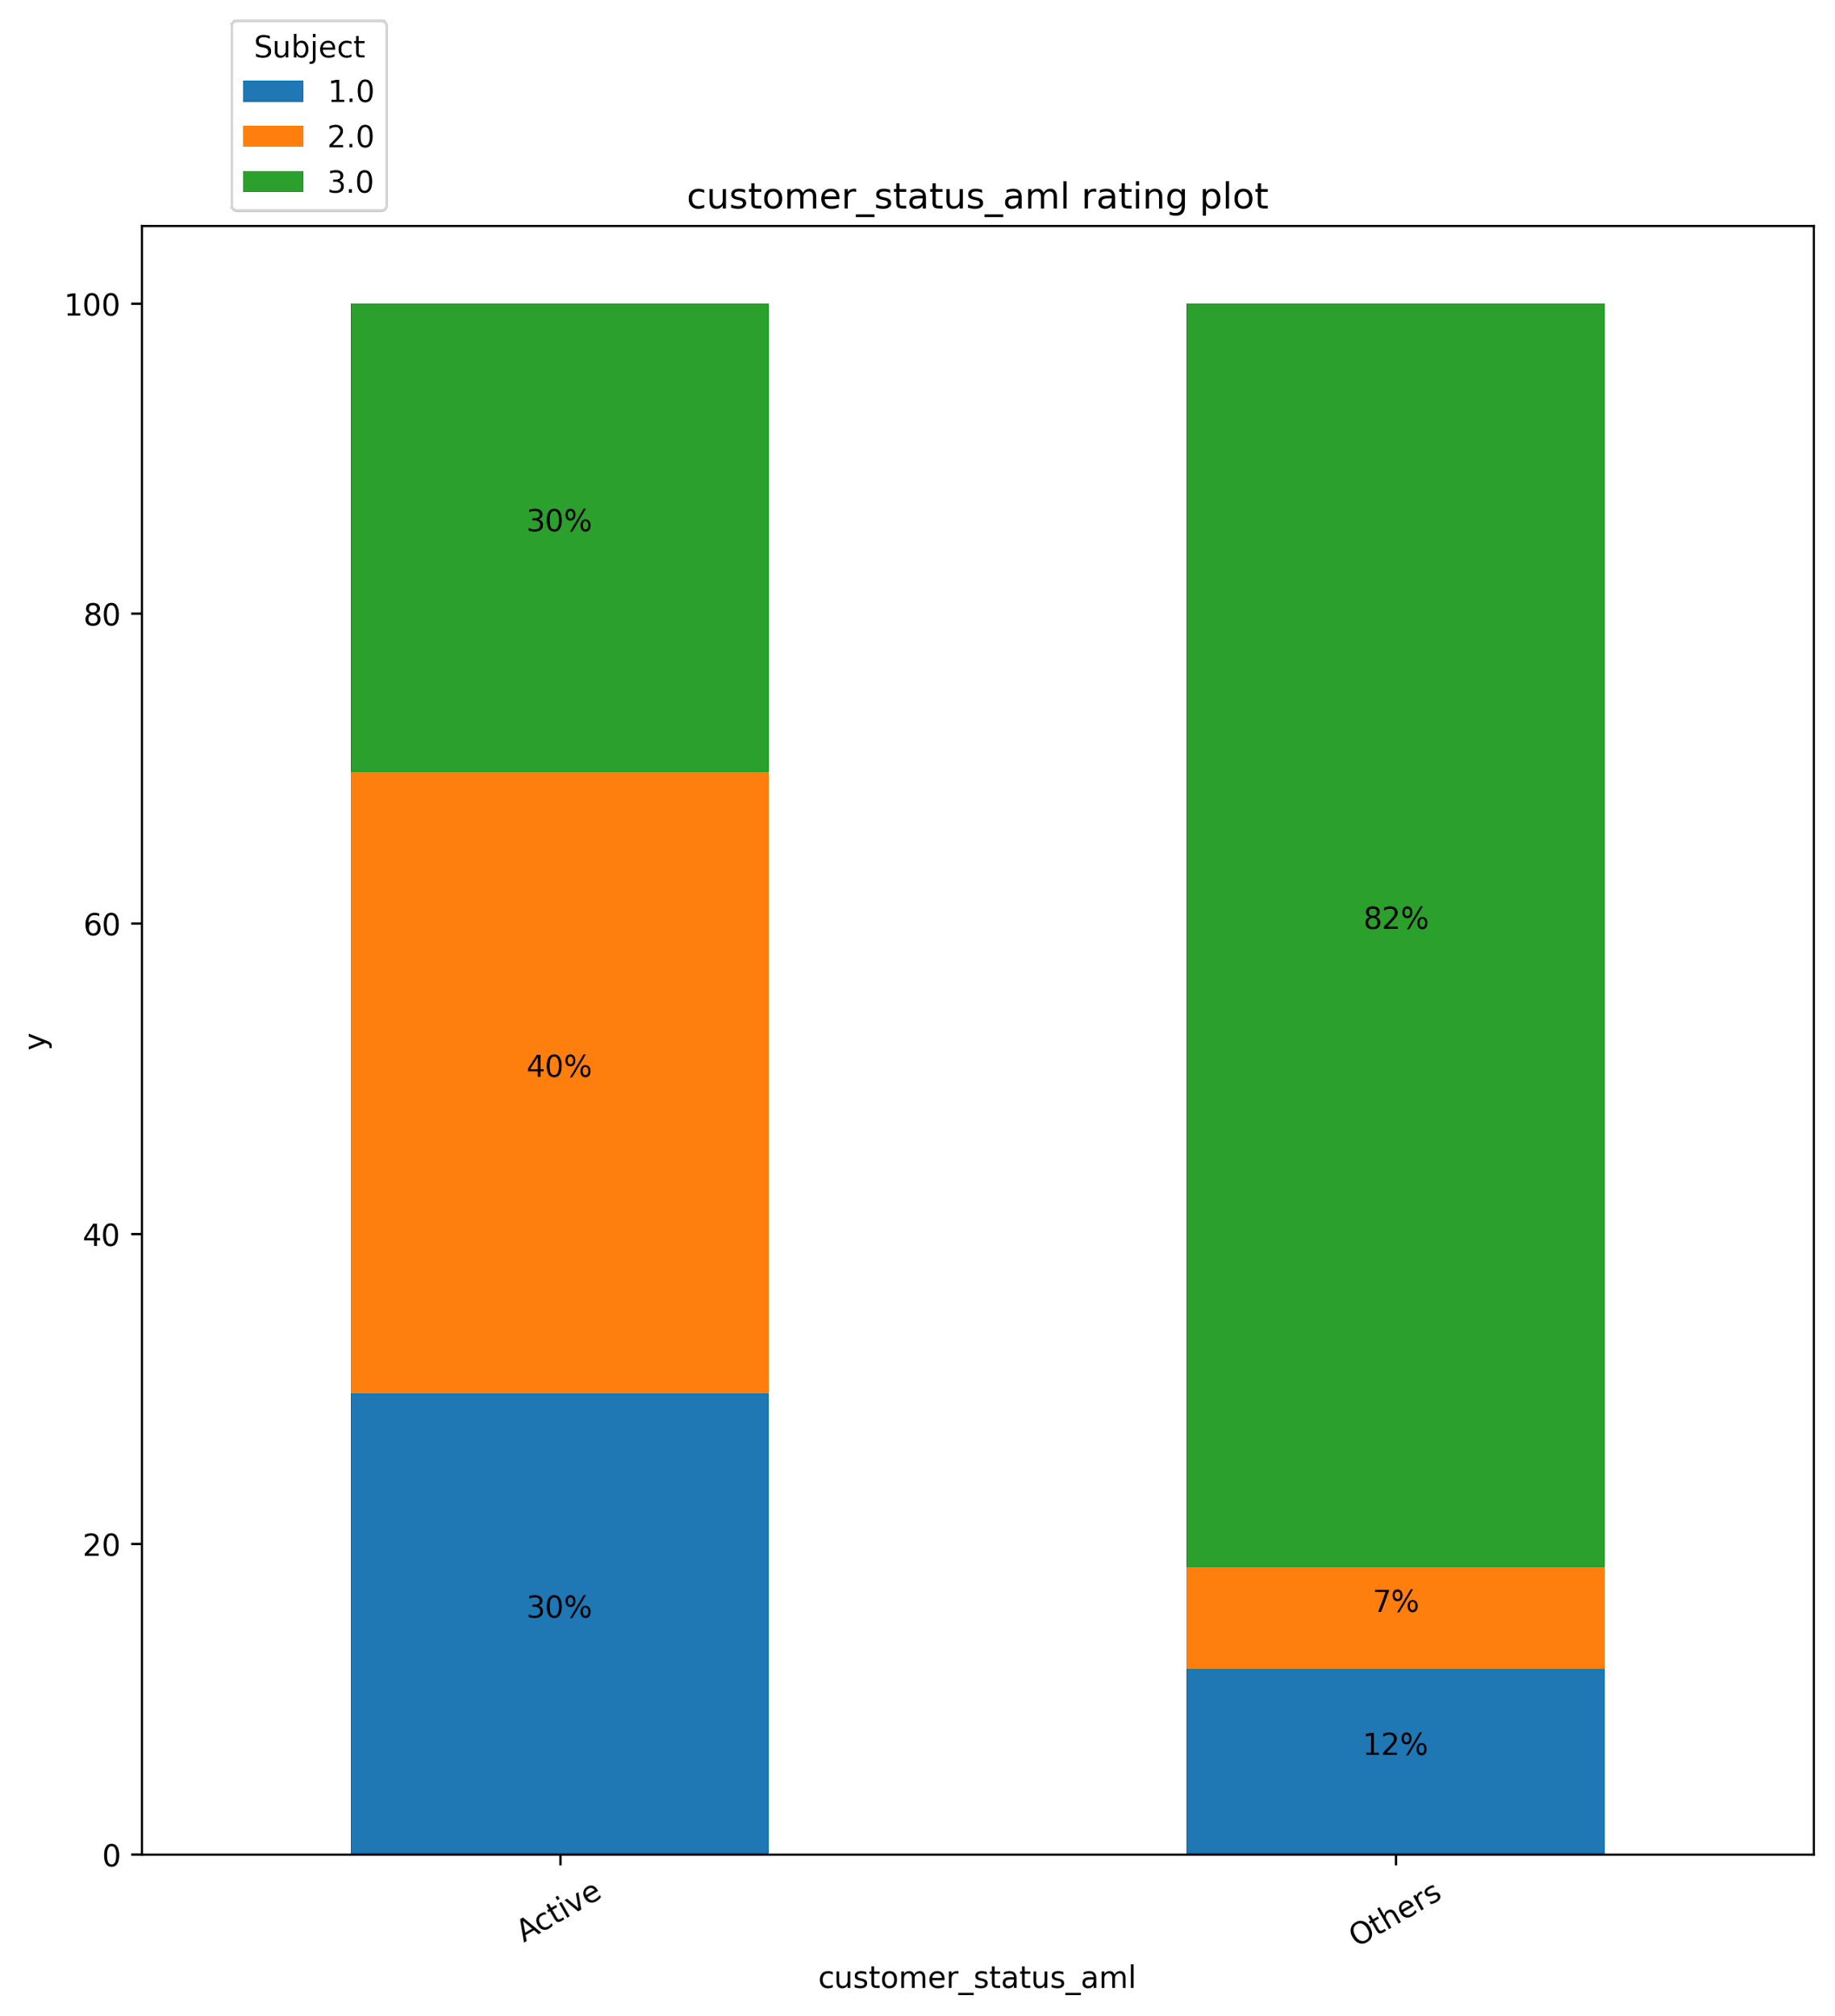 Subject
1.0
2.0
3.0
customer_status_aml rating plot
100
80
60
40
20
0
y
30%
40%
30%
82%
7%
12%
Active
Others
customer_status_aml